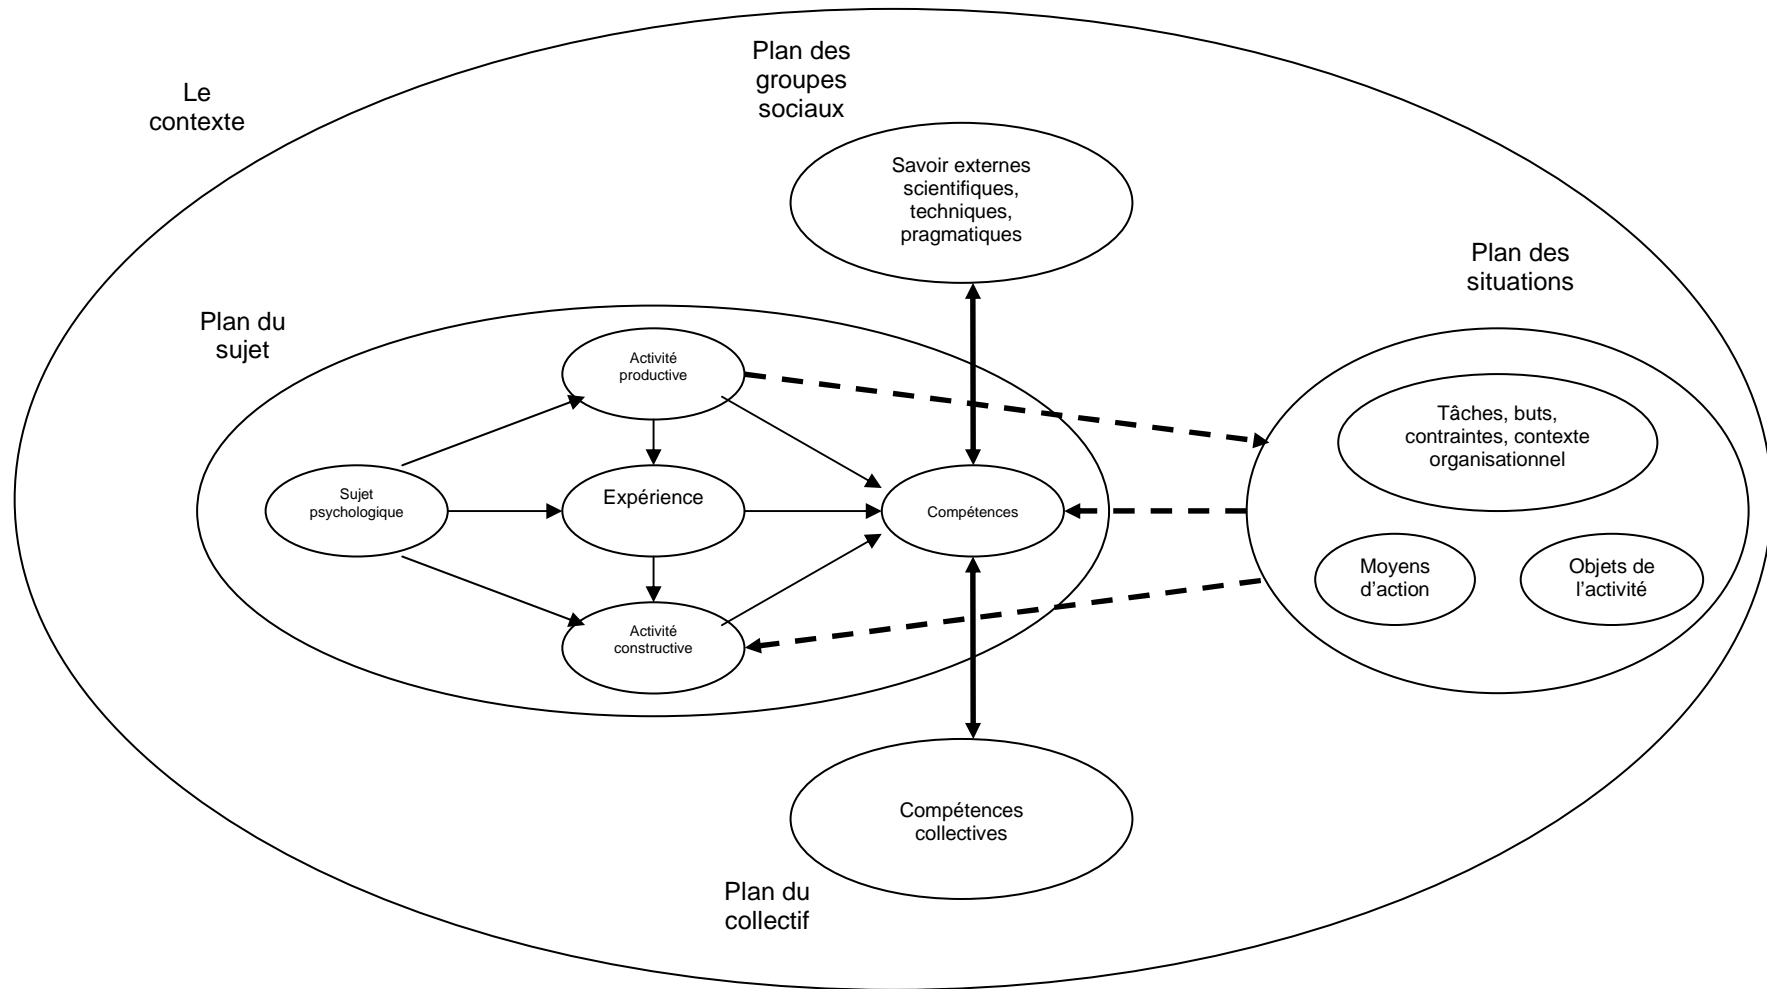 Plan des
groupes
sociaux
Le
contexte
Savoir externes
scientifiques,
techniques,
pragmatiques
Plan des
situations
Plan du
sujet
Activité
productive
Tâches, buts,
contraintes, contexte
organisationnel
Sujet
psychologique
Expérience
Compétences
Moyens
d’action
Objets de
l’activité
Activité
constructive
Compétences
collectives
Plan du
collectif